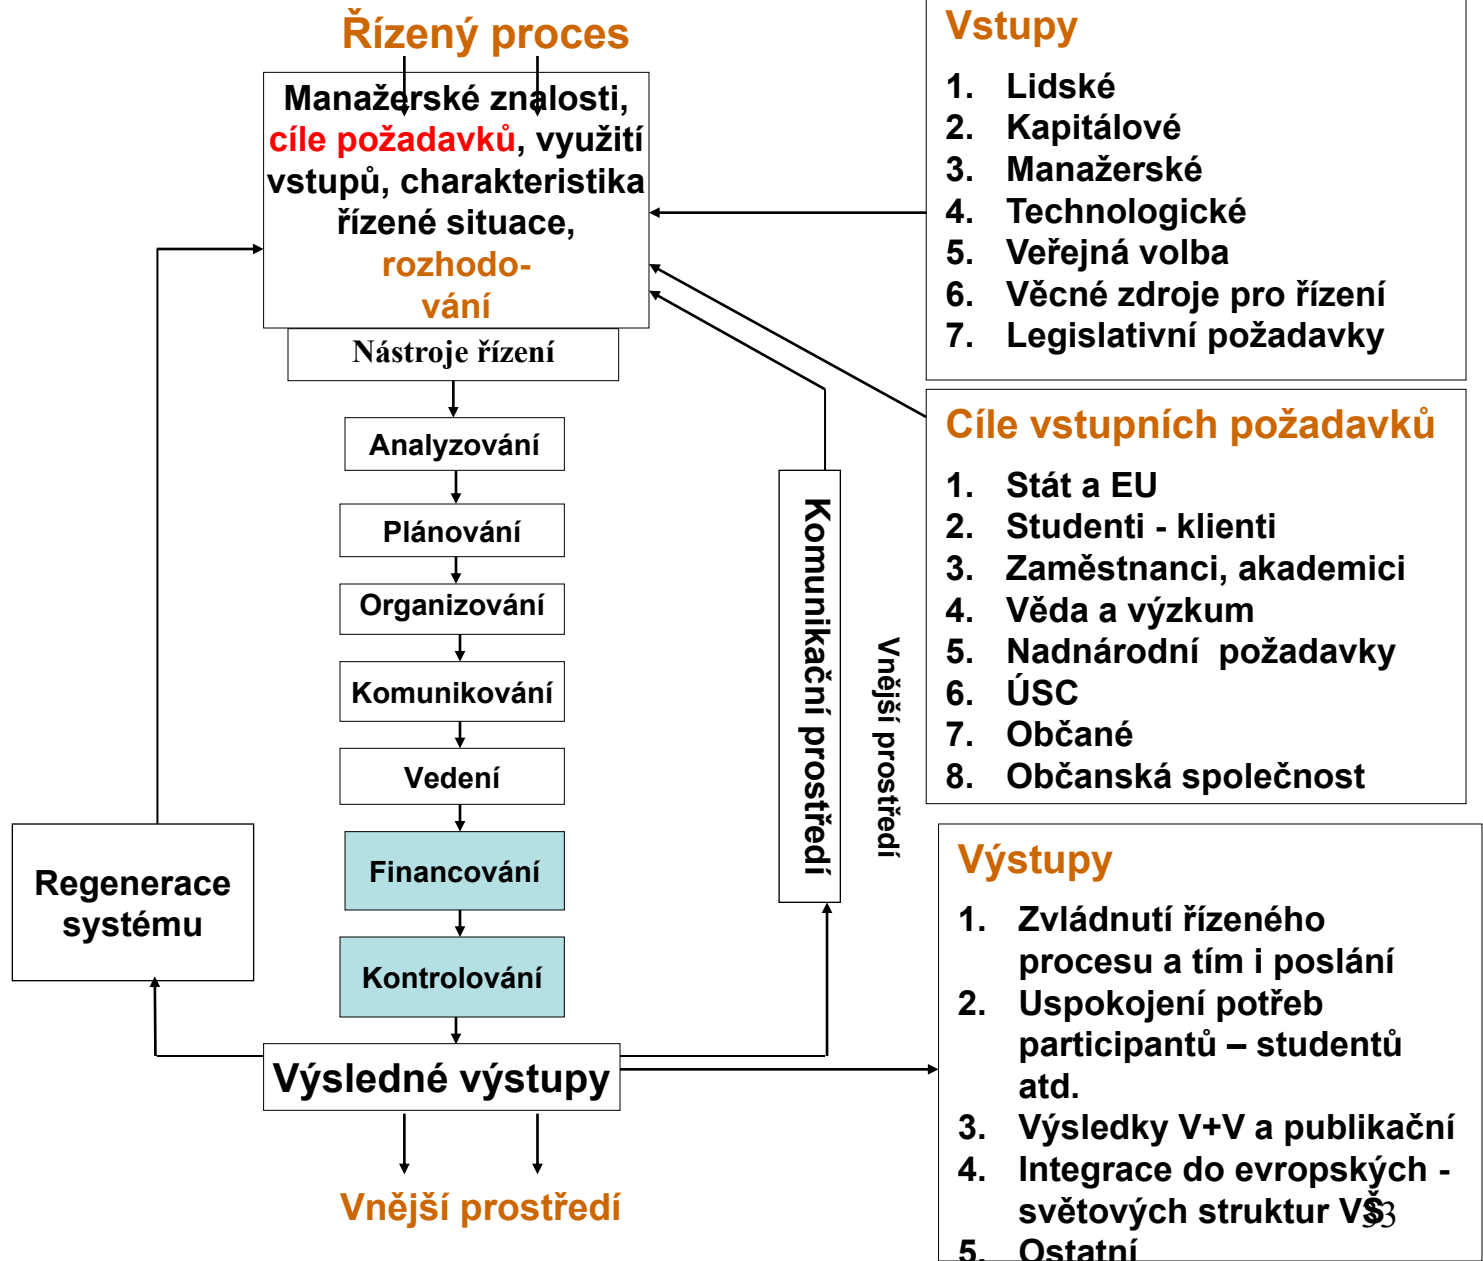 Řízený proces
Manažerské znalosti,
cíle požadavků, využití
vstupů, charakteristika
řízené situace,
rozhodo-
vání
Nástroje řízení
Analyzování
Plánování
Organizování
Komunikování
Vedení
Financování
Kontrolování
Výsledné výstupy
Vnější prostředí
Regenerace
systému
Komunikační prostředí
Vnější prostředí
Vstupy
1. Lidské
2. Kapitálové
3. Manažerské
4. Technologické
5. Veřejná volba
6. Věcné zdroje pro řízení
7. Legislativní požadavky
Cíle vstupních požadavků
1. Stát a EU
2. Studenti - klienti
3. Zaměstnanci, akademici
4. Věda a výzkum
5. Nadnárodní požadavky
6. ÚSC
7. Občané
8. Občanská společnost
Výstupy
1. Zvládnutí řízeného
procesu a tím i poslání
2. Uspokojení potřeb
participantů – studentů
atd.
3. Výsledky V+V a publikační
4. Integrace do evropských -
světových struktur VŠ
5. Ostatní
33